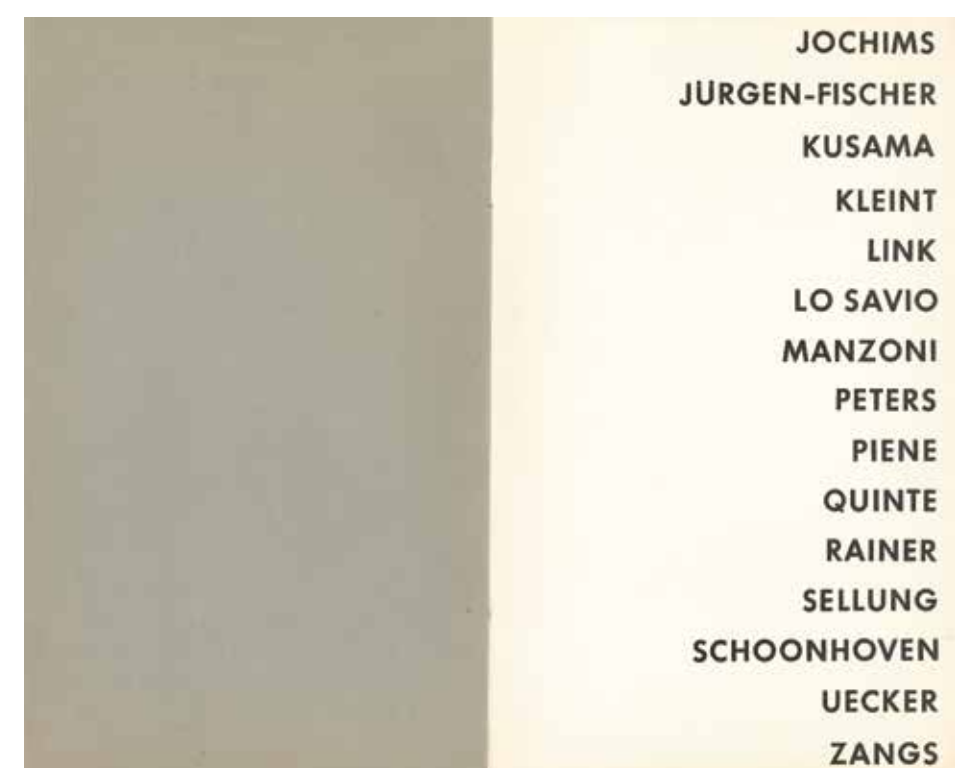 JOCHIMS
JÜRGEN-FISCHER
KUSAMA
KLEINT
LINK
LO SAVIO
MANZONI
PETERS
PIENE
QUINTE
RAINER
SELLUNG
SCHOONHOVEN
UECKER
ZANGS